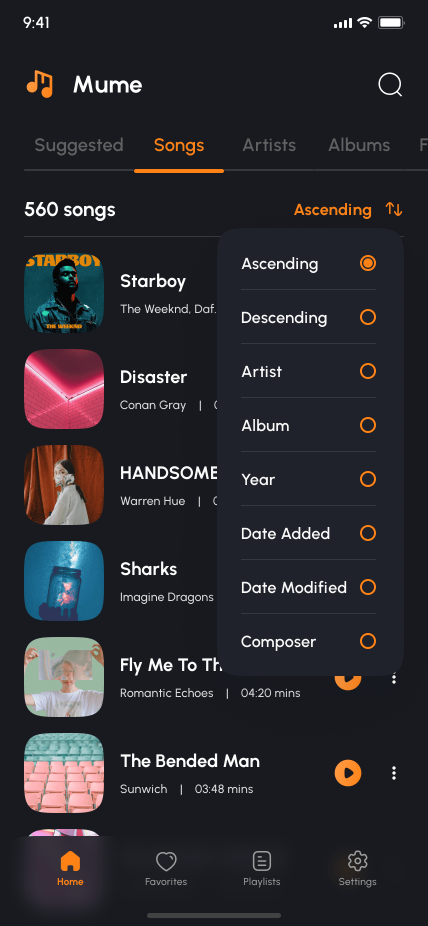 9:41
Mume
Suggested Songs Artists Albums F
560 songs Ascending
Ascending
Descending
Artist
Album
Year
Date Added
Date Modified
Composer
STARBOY
THE WEEKND
Starboy
The Weeknd, Daf.
Disaster
Conan Gray |
HANDSOME
Warren Hue |
Sharks
Imagine Dragons
Fly Me To Th
Romantic Echoes | 04:20 mins
The Bended Man
Sunwich | 03:48 mins
Home Favorites Playlists Settings